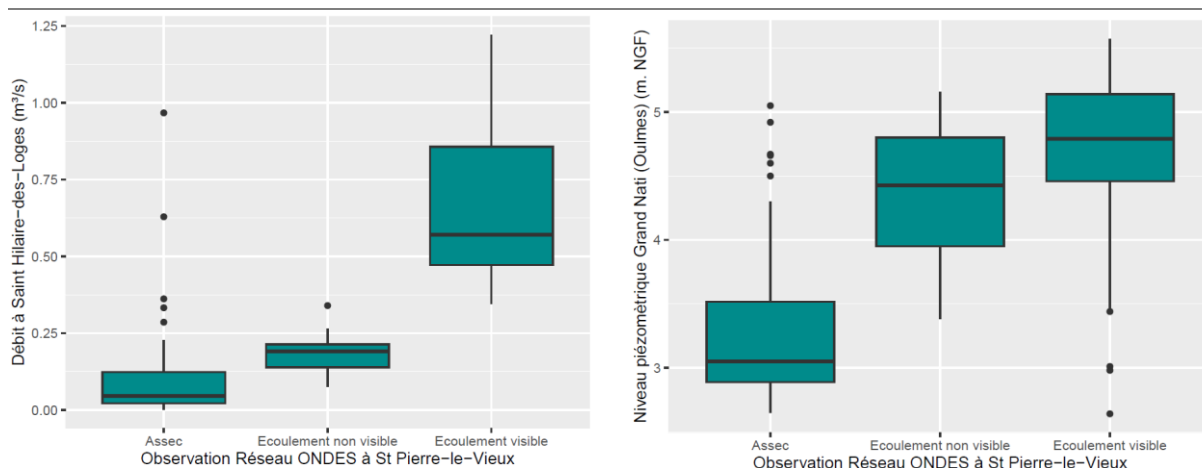 Débit à Saint Hilaire-des-Loges (m³/s)
1.25
1.00
0.75
0.50
0.25
0.00
Assec
Ecoulement non visible
Ecoulement visible
Observation Réseau ONDES à St Pierre−le−Vieux
Niveau piézomètrique Grand Nati (Oulmes) (m. NGF)
5
4
3
Assec
Ecoulement non visible
Ecoulement visible
Observation Réseau ONDES à St Pierre−le−Vieux